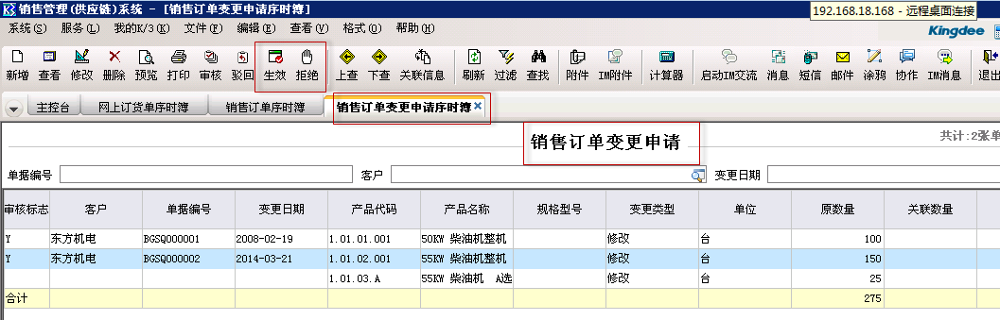 销售管理(供应链)系统 - [销售订单变更申请序时簿]
192.168.18.168 - 远程桌面连接
系统(S) 服务(L) 我的K/3(K) 文件(F) 编辑(E) 查看(V) 格式(O) 帮助(H)
Kingdee
新增 查看 修改 删除 预览 打印 审核 驳回 生效 拒绝 上查 下查 关联信息 刷新 过滤 查找 附件 IM附件 计算器 启动IM交流 消息 短信 邮件 涂鸦 协作 IM消息 退出
主控台 网上订货单序时簿 销售订单序时簿 销售订单变更申请序时簿
销售订单变更申请
共计:2张单
单据编号 客户 变更日期
审核标志 客户 单据编号 变更日期 产品代码 产品名称 规格型号 变更类型 单位 原数量 关联数量
Y 东方机电 BGSQ000001 2008-02-19 1.01.01.001 50KW 柴油机整机 修改 台 100
Y 东方机电 BGSQ000002 2014-03-21 1.01.02.001 55KW 柴油机整机 修改 台 150
1.01.03.A 55KW 柴油机 A选 修改 台 25
合计 275